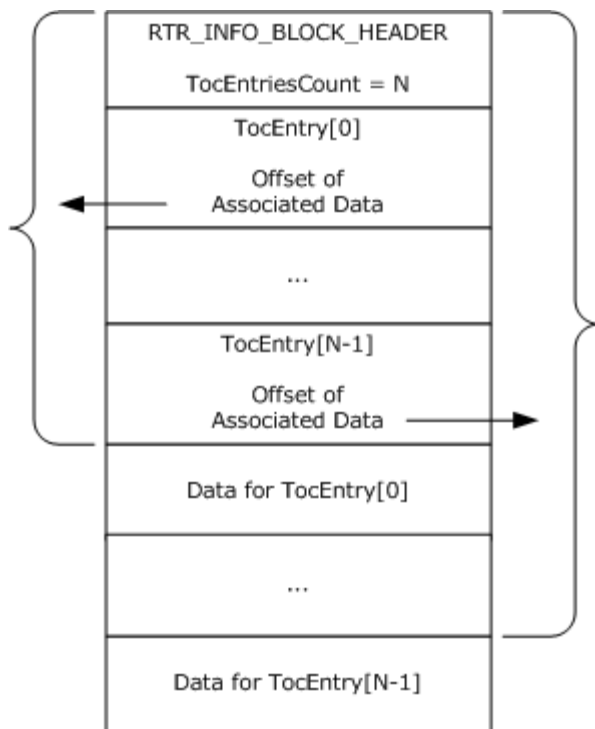 RTR_INFO_BLOCK_HEADER
TocEntriesCount = N
TocEntry[0]
Offset of
Associated Data
...
TocEntry[N-1]
Offset of
Associated Data
Data for TocEntry[0]
...
Data for TocEntry[N-1]